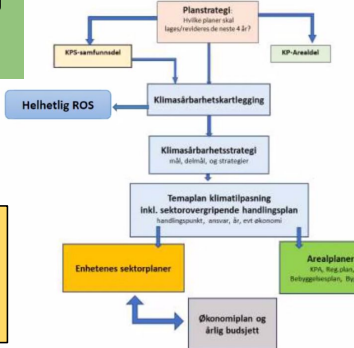 Planstrategi:
Hvilke planer skal
lages/revideres de neste 4 år?
KPS-samfunnsdel
KP-Arealdel
Helhetlig ROS
Klimasårbarhetskartlegging
Klimasårbarhetsstrategi
mål, delmål, og strategier
Temaplan klimatilpasning
inkl. sektorovergripende handlingsplan
handlingspunkt, ansvar, år, evt økonomi
Enhetenes sektorplaner
Arealplaner
KPA, Reg.plan,
Bebyggelsesplan,
Økonomiplan og
årlig budsjett